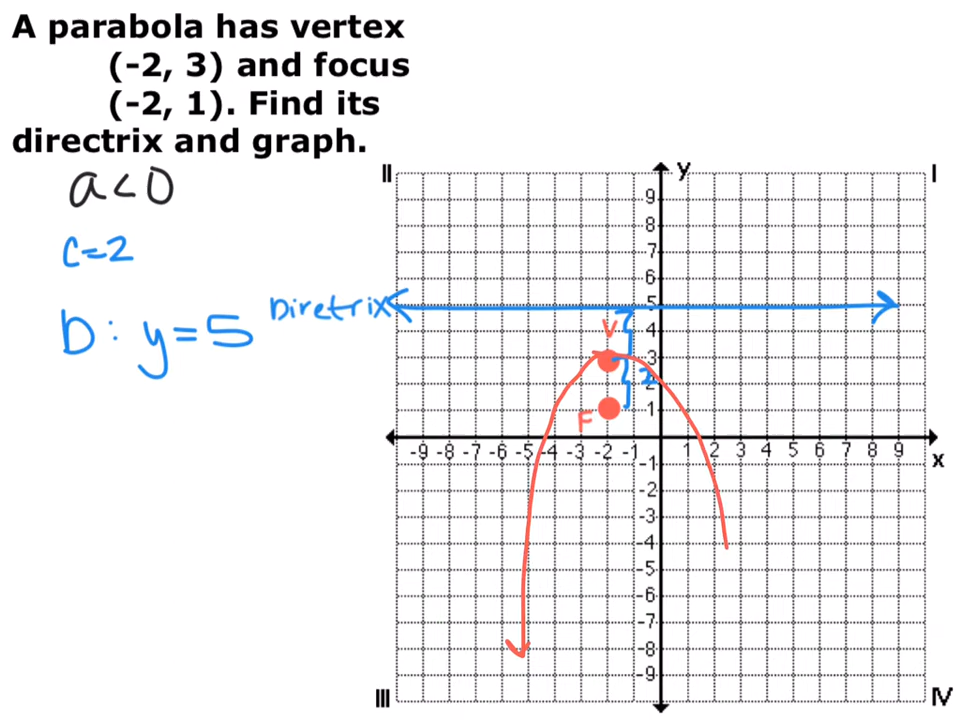 A parabola has vertex
(-2, 3) and focus
(-2, 1). Find its
directrix and graph.
a<0
c=2
D: y=5
Diretrix
II
y
I
9
8
7
6
5
4
V
3
2
2
F
1
-9 -8 -7 -6 -5 -4 -3 -2 -1 1 2 3 4 5 6 7 8 9
x
-1
-2
-3
-4
-5
-6
-7
-8
-9
III
IV